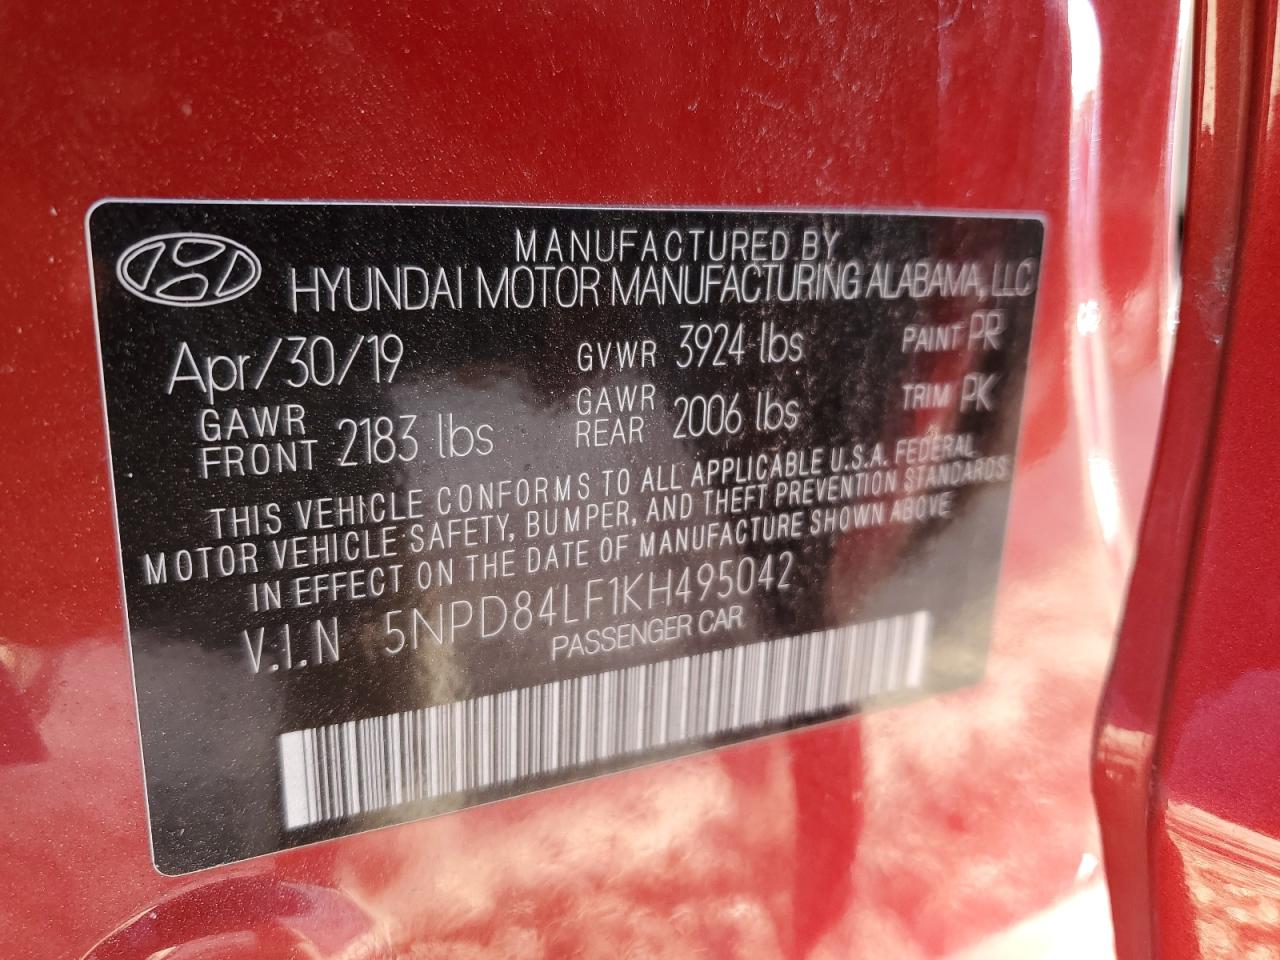 MANUFACTURED BY
HYUNDAI MOTOR MANUFACTURING ALABAMA, LLC
Apr/30/19 GVWR 3924 lbs PAINT PR
GAWR FRONT 2183 lbs GAWR REAR 2006 lbs TRIM PK
THIS VEHICLE CONFORMS TO ALL APPLICABLE U.S.A. FEDERAL
MOTOR VEHICLE SAFETY, BUMPER, AND THEFT PREVENTION STANDARDS
IN EFFECT ON THE DATE OF MANUFACTURE SHOWN ABOVE
V.I.N 5NPD84LF1KH495042
PASSENGER CAR